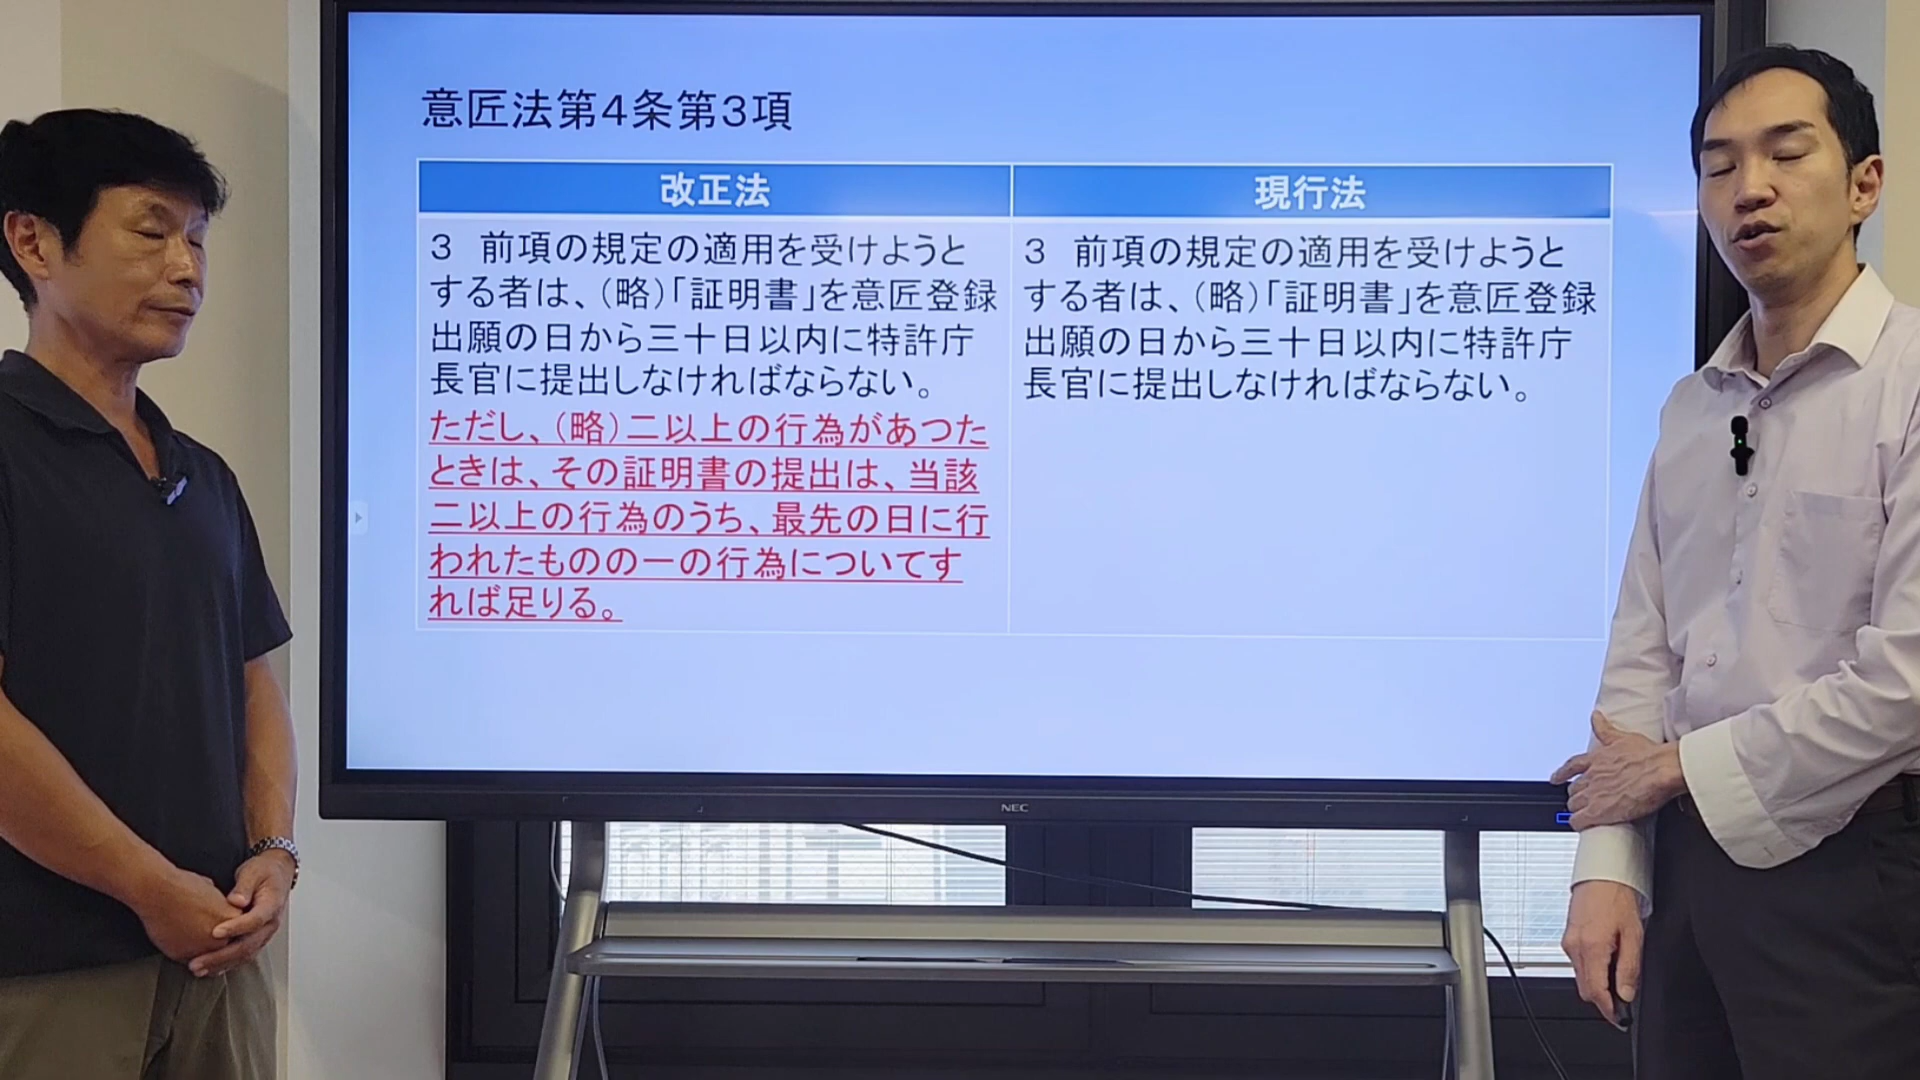 意匠法第4条第3項
改正法
3　前項の規定の適用を受けようと
する者は、（略）「証明書」を意匠登録
出願の日から三十日以内に特許庁
長官に提出しなければならない。
ただし、（略）二以上の行為があつた
ときは、その証明書の提出は、当該
二以上の行為のうち、最先の日に行
われたものの一の行為についてす
れば足りる。
現行法
3　前項の規定の適用を受けようと
する者は、（略）「証明書」を意匠登録
出願の日から三十日以内に特許庁
長官に提出しなければならない。
NEC